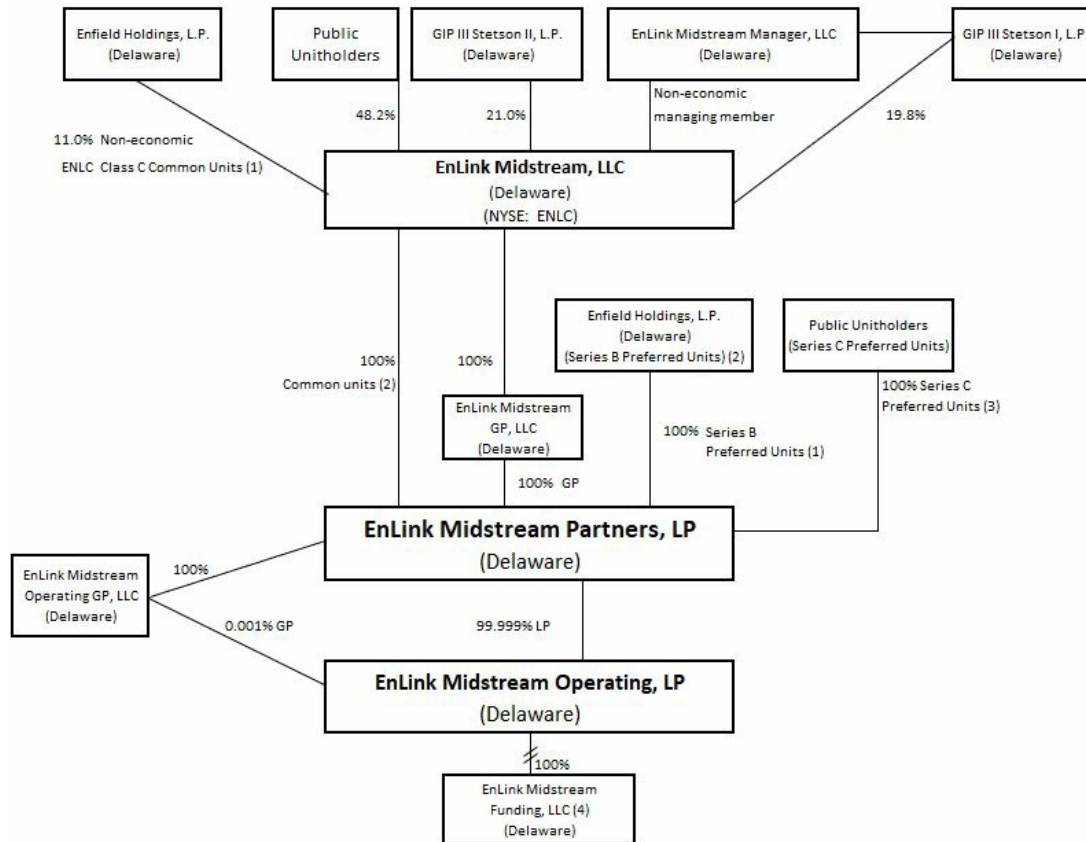 Enfield Holdings, L.P.
(Delaware)
Public
Unitholders
GIP III Stetson II, L.P.
(Delaware)
EnLink Midstream Manager, LLC
(Delaware)
GIP III Stetson I, L.P.
(Delaware)
11.0% Non-economic
ENLC Class C Common Units (1)
48.2%
21.0%
Non-economic
managing member
19.8%
EnLink Midstream, LLC
(Delaware)
(NYSE: ENLC)
Enfield Holdings, L.P.
(Delaware)
(Series B Preferred Units) (2)
Public Unitholders
(Series C Preferred Units)
100%
Common units (2)
100%
EnLink Midstream
GP, LLC
(Delaware)
100% GP
100% Series B
Preferred Units (1)
100% Series C
Preferred Units (3)
EnLink Midstream Partners, LP
(Delaware)
EnLink Midstream
Operating GP, LLC
(Delaware)
100%
0.001% GP
99.999% LP
EnLink Midstream Operating, LP
(Delaware)
100%
EnLink Midstream
Funding, LLC (4)
(Delaware)